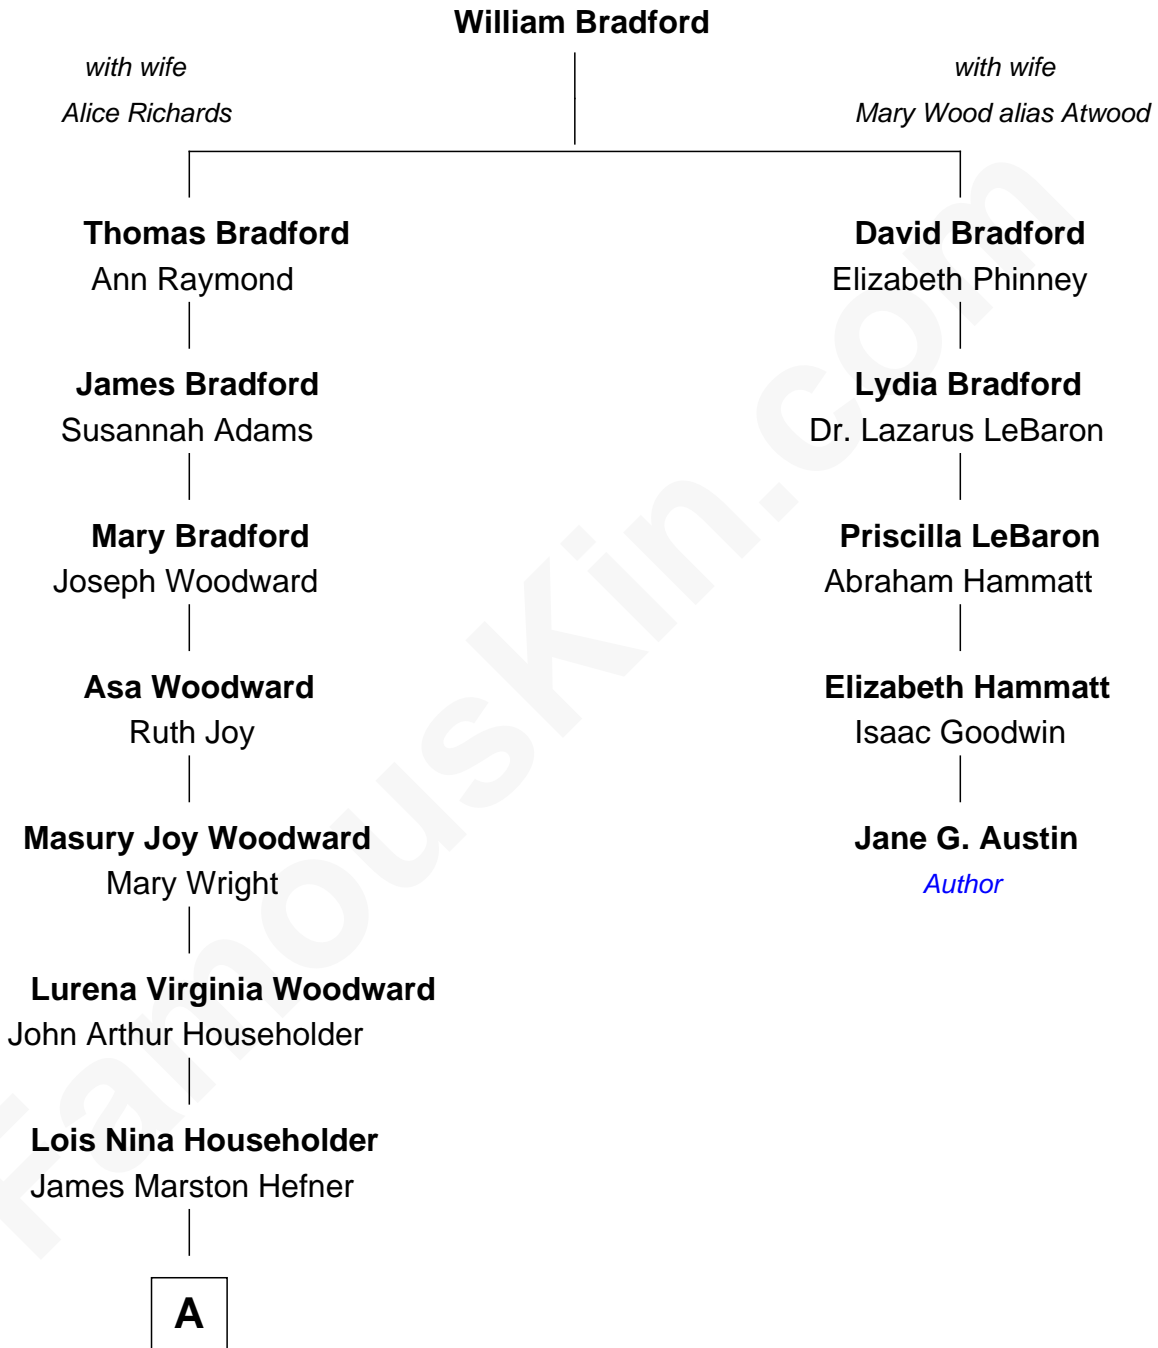 William Bradford
with wife
Alice Richards
with wife
Mary Wood alias Atwood
Thomas Bradford
Ann Raymond
David Bradford
Elizabeth Phinney
James Bradford
Susannah Adams
Lydia Bradford
Dr. Lazarus LeBaron
Mary Bradford
Joseph Woodward
Priscilla LeBaron
Abraham Hammatt
Asa Woodward
Ruth Joy
Elizabeth Hammatt
Isaac Goodwin
Masury Joy Woodward
Mary Wright
Jane G. Austin
Author
Lurena Virginia Woodward
John Arthur Householder
Lois Nina Householder
James Marston Hefner
A
FamousKin.com